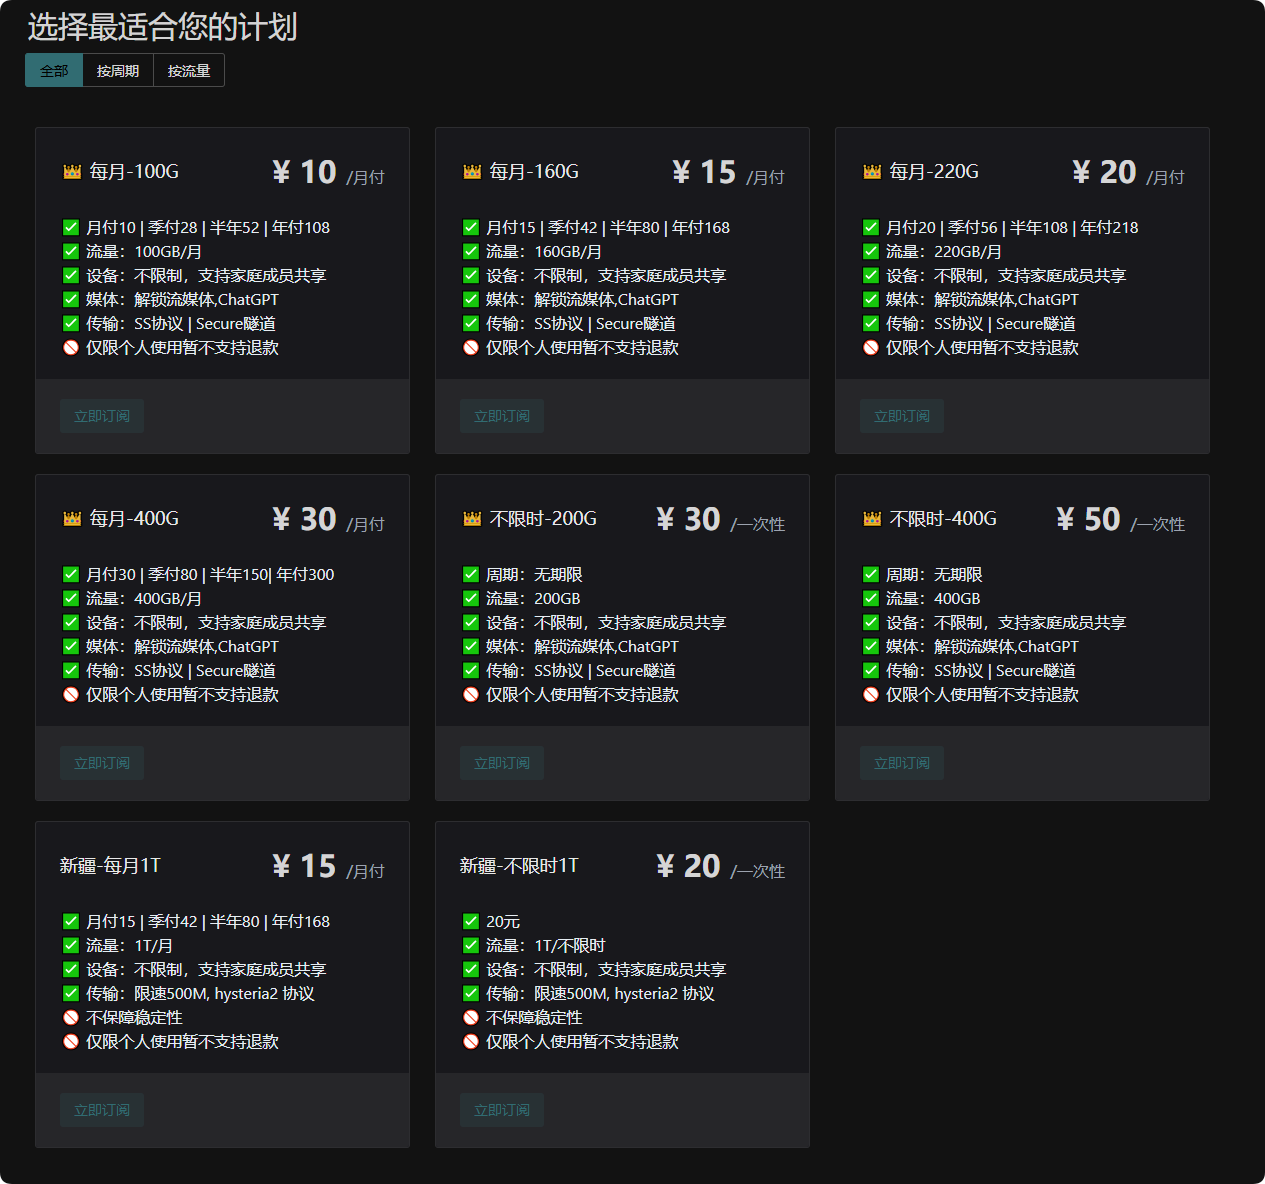 选择最适合您的计划
全部 按周期 按流量
👑 每月-100G ¥ 10 /月付
✅ 月付10 | 季付28 | 半年52 | 年付108
✅ 流量：100GB/月
✅ 设备：不限制，支持家庭成员共享
✅ 媒体：解锁流媒体,ChatGPT
✅ 传输：SS协议 | Secure隧道
🚫 仅限个人使用暂不支持退款
立即订阅
👑 每月-160G ¥ 15 /月付
✅ 月付15 | 季付42 | 半年80 | 年付168
✅ 流量：160GB/月
✅ 设备：不限制，支持家庭成员共享
✅ 媒体：解锁流媒体,ChatGPT
✅ 传输：SS协议 | Secure隧道
🚫 仅限个人使用暂不支持退款
立即订阅
👑 每月-220G ¥ 20 /月付
✅ 月付20 | 季付56 | 半年108 | 年付218
✅ 流量：220GB/月
✅ 设备：不限制，支持家庭成员共享
✅ 媒体：解锁流媒体,ChatGPT
✅ 传输：SS协议 | Secure隧道
🚫 仅限个人使用暂不支持退款
立即订阅
👑 每月-400G ¥ 30 /月付
✅ 月付30 | 季付80 | 半年150| 年付300
✅ 流量：400GB/月
✅ 设备：不限制，支持家庭成员共享
✅ 媒体：解锁流媒体,ChatGPT
✅ 传输：SS协议 | Secure隧道
🚫 仅限个人使用暂不支持退款
立即订阅
👑 不限时-200G ¥ 30 /一次性
✅ 周期：无期限
✅ 流量：200GB
✅ 设备：不限制，支持家庭成员共享
✅ 媒体：解锁流媒体,ChatGPT
✅ 传输：SS协议 | Secure隧道
🚫 仅限个人使用暂不支持退款
立即订阅
👑 不限时-400G ¥ 50 /一次性
✅ 周期：无期限
✅ 流量：400GB
✅ 设备：不限制，支持家庭成员共享
✅ 媒体：解锁流媒体,ChatGPT
✅ 传输：SS协议 | Secure隧道
🚫 仅限个人使用暂不支持退款
立即订阅
新疆-每月1T ¥ 15 /月付
✅ 月付15 | 季付42 | 半年80 | 年付168
✅ 流量：1T/月
✅ 设备：不限制，支持家庭成员共享
✅ 传输：限速500M, hysteria2 协议
🚫 不保障稳定性
🚫 仅限个人使用暂不支持退款
立即订阅
新疆-不限时1T ¥ 20 /一次性
✅ 20元
✅ 流量：1T/不限时
✅ 设备：不限制，支持家庭成员共享
✅ 传输：限速500M, hysteria2 协议
🚫 不保障稳定性
🚫 仅限个人使用暂不支持退款
立即订阅